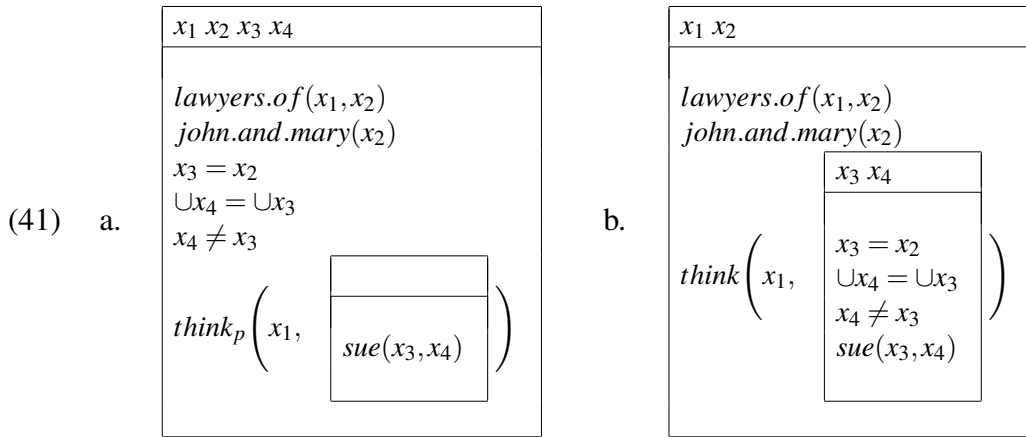 (41) a.
x₁ x₂ x₃ x₄
lawyers.of(x₁,x₂)
john.and.mary(x₂)
x₃ = x₂
∪x₄ = ∪x₃
x₄ ≠ x₃
thinkₚ(x₁,
sue(x₃,x₄)
)
b.
x₁ x₂
lawyers.of(x₁,x₂)
john.and.mary(x₂)
think(x₁,
x₃ x₄
x₃ = x₂
∪x₄ = ∪x₃
x₄ ≠ x₃
sue(x₃,x₄)
)